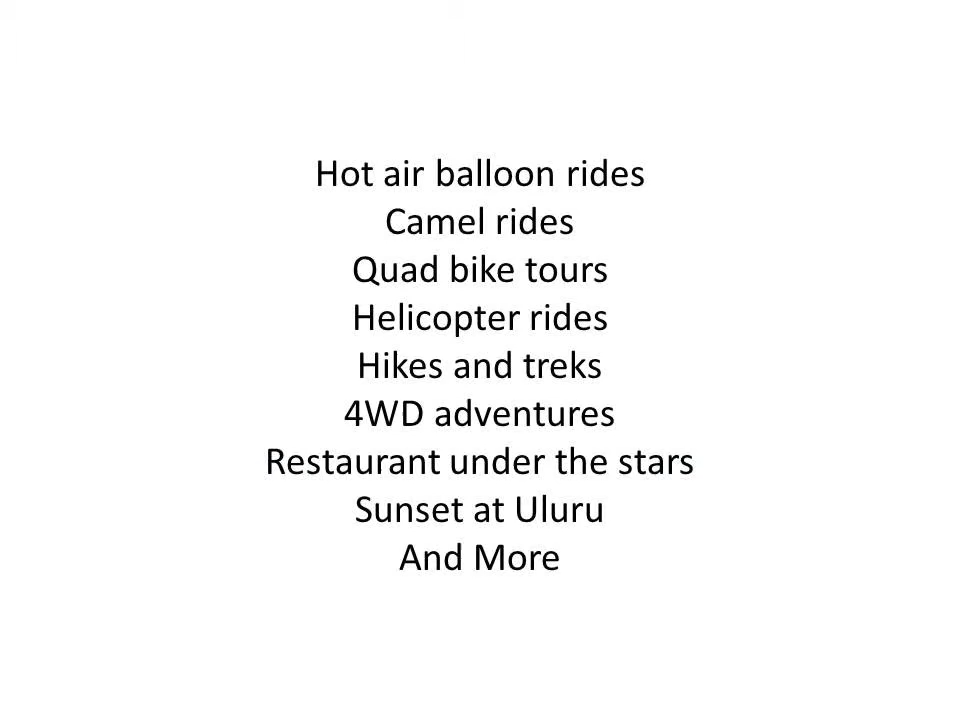 Hot air balloon rides
Camel rides
Quad bike tours
Helicopter rides
Hikes and treks
4WD adventures
Restaurant under the stars
Sunset at Uluru
And More